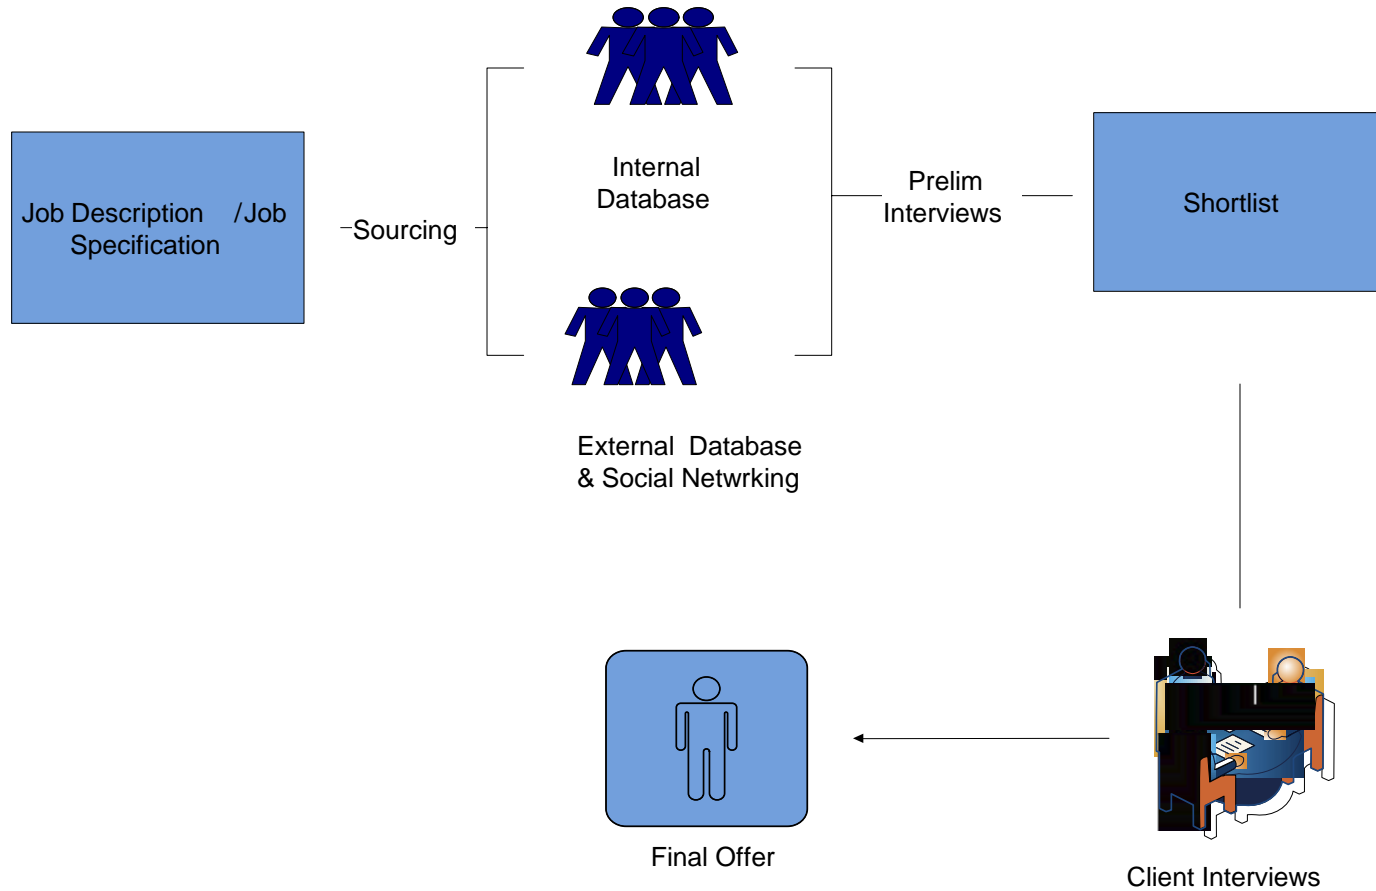 Job Description /Job
Specification
Sourcing
Internal
Database
External Database
& Social Netwrking
Prelim
Interviews
Shortlist
Client Interviews
Final Offer